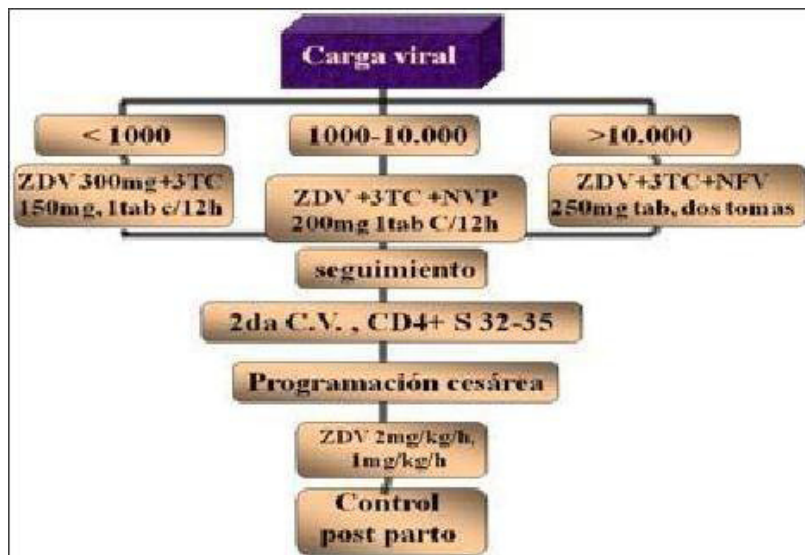 Carga viral
< 1000
1000-10.000
>10.000
ZDV 300mg+3TC
150mg, 1tab c/12h
ZDV +3TC +NVP
200mg 1tab C/12h
ZDV+3TC+NFV
250mg tab, dos tomas
seguimiento
2da C.V. , CD4+ S 32-35
Programación cesárea
ZDV 2mg/kg/h,
1mg/kg/h
Control
post parto